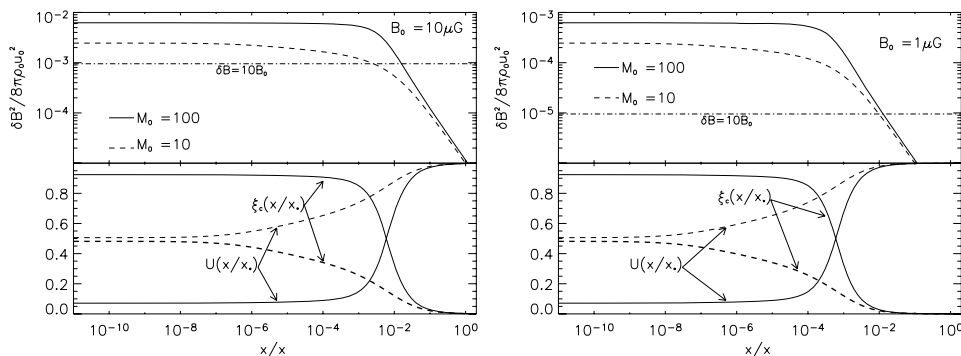 10⁻²
10⁻³
10⁻⁴
δB²/8πρ₀u₀²
B₀ = 10μG
δB=10B₀
M₀ = 100
M₀ = 10
0.8
0.6
0.4
0.2
0.0
ξc(x/x*)
U(x/x*)
10⁻¹⁰ 10⁻⁸ 10⁻⁶ 10⁻⁴ 10⁻² 10⁰
x/x
10⁻³
10⁻⁴
10⁻⁵
δB²/8πρ₀u₀²
B₀ = 1μG
M₀ = 100
M₀ = 10
δB=10B₀
0.8
0.6
0.4
0.2
0.0
ξc(x/x*)
U(x/x*)
10⁻¹⁰ 10⁻⁸ 10⁻⁶ 10⁻⁴ 10⁻² 10⁰
x/x